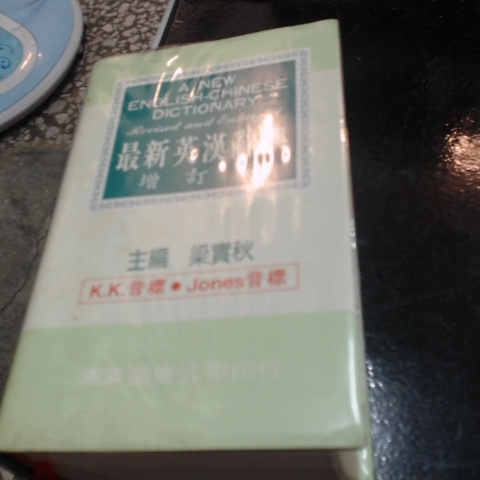 A NEW
ENGLISH-CHINESE
DICTIONARY
Revised and
最新英漢
增訂
主編 梁實秋
K.K.音標●Jones音標